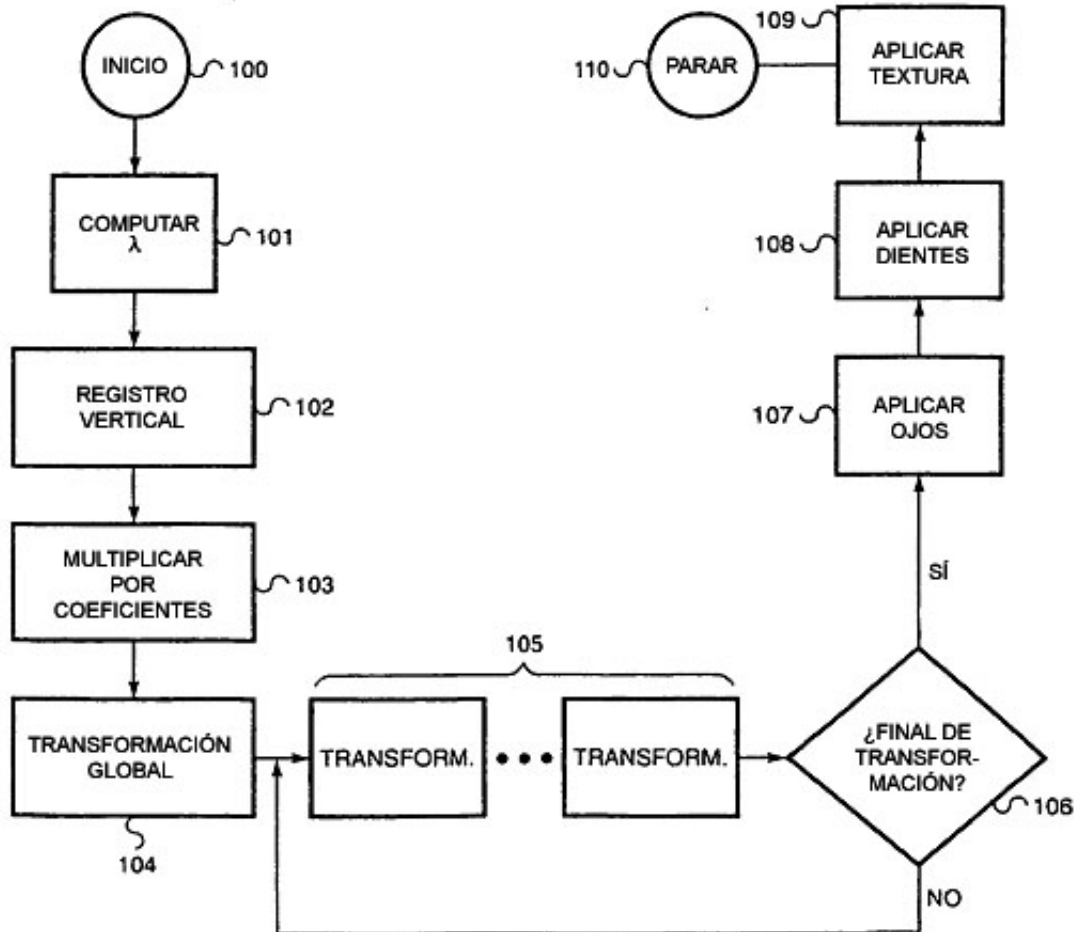 INICIO
100
COMPUTAR
λ
101
REGISTRO
VERTICAL
102
MULTIPLICAR
POR
COEFICIENTES
103
TRANSFORMACIÓN
GLOBAL
104
105
TRANSFORM.
TRANSFORM.
¿FINAL DE
TRANSFOR-
MACIÓN?
106
NO
SÍ
APLICAR
OJOS
107
APLICAR
DIENTES
108
APLICAR
TEXTURA
109
PARAR
110